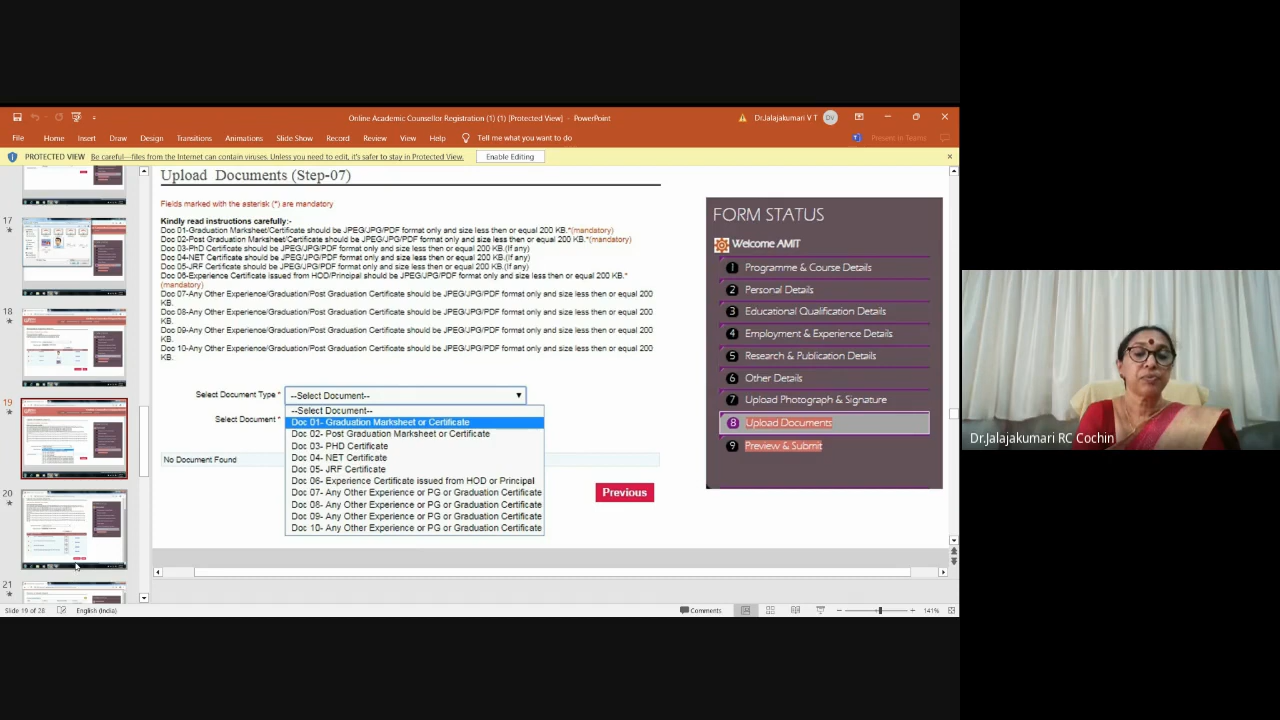 Online Academic Counsellor Registration (1) (1) [Protected View] - PowerPoint
Dr.Jalajakumari V T
DV
File Home Insert Draw Design Transitions Animations Slide Show Record Review View Help Tell me what you want to do
Present in Teams
PROTECTED VIEW Be careful—files from the Internet can contain viruses. Unless you need to edit, it's safer to stay in Protected View.
Enable Editing
17
18
19
20
21
Upload Documents (Step-07)
Fields marked with the asterisk (*) are mandatory
Kindly read instructions carefully:-
Doc 01-Graduation Marksheet/Certificate should be JPEG/JPG/PDF format only and size less then or equal 200 KB.*(mandatory)
Doc 02-Post Graduation Marksheet/Certificate should be JPEG/JPG/PDF format only and size less then or equal 200 KB.*(mandatory)
Doc 03-PhD Certificate should be JPEG/JPG/PDF format only and size less then or equal 200 KB.(If any)
Doc 04-NET Certificate should be JPEG/JPG/PDF format only and size less then or equal 200 KB.(If any)
Doc 05-JRF Certificate should be JPEG/JPG/PDF format only and size less then or equal 200 KB.(If any)
Doc 06-Experience Certificate issued from HOD/Principal should be JPEG/JPG/PDF format only and size less then or equal 200 KB.*
(mandatory)
Doc 07-Any Other Experience/Graduation/Post Graduation Certificate should be JPEG/JPG/PDF format only and size less then or equal 200
KB.
Doc 08-Any Other Experience/Graduation/Post Graduation Certificate should be JPEG/JPG/PDF format only and size less then or equal 200
KB.
Doc 09-Any Other Experience/Graduation/Post Graduation Certificate should be JPEG/JPG/PDF format only and size less then or equal 200
KB.
Doc 10-Any Other Experience/Graduation/Post Graduation Certificate should be JPEG/JPG/PDF format only and size less then or equal 200
KB.
Select Document Type * --Select Document--
--Select Document--
Select Document *
Doc 01- Graduation Marksheet or Certificate
Doc 02- Post Graduation Marksheet or Certificate
Doc 03- PHD Certificate
Doc 04- NET Certificate
Doc 05- JRF Certificate
Doc 06- Experience Certificate issued from HOD or Principal
Doc 07- Any Other Experience or PG or Graduation Certificate
Doc 08- Any Other Experience or PG or Graduation Certificate
Doc 09- Any Other Experience or PG or Graduation Certificate
Doc 10- Any Other Experience or PG or Graduation Certificate
No Document Found
Previous
FORM STATUS
Welcome AMIT
1 Programme & Course Details
2 Personal Details
3 Educational Qualification Details
4 Employment & Experience Details
5 Research & Publication Details
6 Other Details
7 Upload Photograph & Signature
8 Upload Documents
9 Preview & Submit
Dr.Jalajakumari RC Cochin
Slide 19 of 28 English (India) Comments 141%